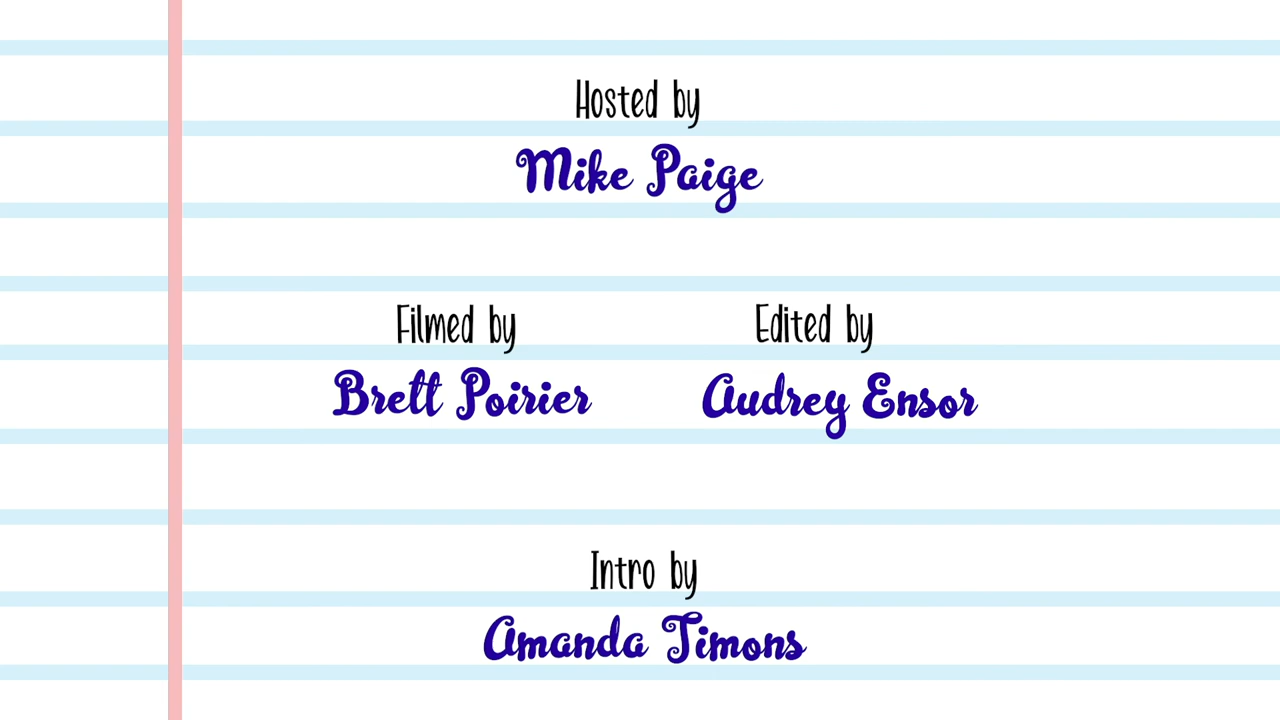 Hosted by
Mike Paige
Filmed by
Brett Poirier
Edited by
Audrey Ensor
Intro by
Amanda Timons